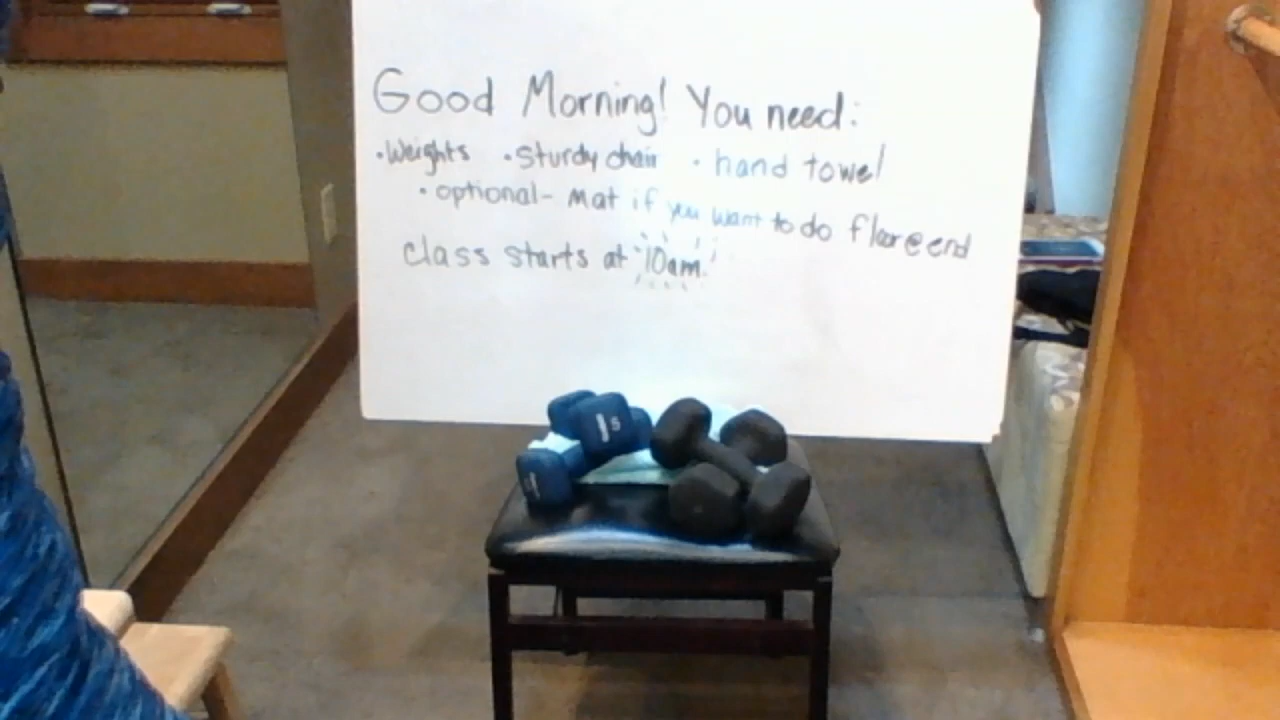 Good Morning! You need:
• Weights • sturdy chair • hand towel
• optional - Mat if you want to do floor@end
class starts at 10am.